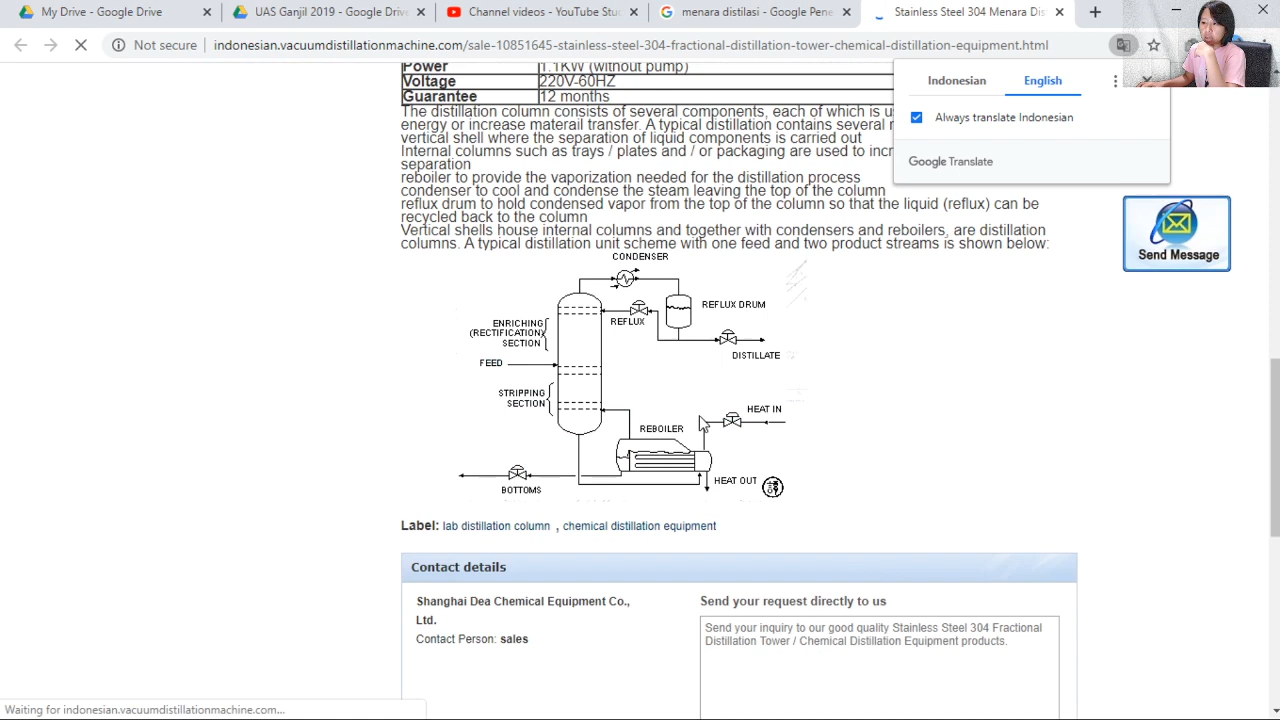 My Drive - Google Drive
UAS Ganjil 2019 - Google Drive
Channel videos - YouTube Stu
menara distilasi - Google Pene
Stainless Steel 304 Menara Dis
Not secure
indonesian.vacuumdistillationmachine.com/sale-10851645-stainless-steel-304-fractional-distillation-tower-chemical-distillation-equipment.html
Indonesian English
Always translate Indonesian
Google Translate
Power 1.1KW (without pump)
Voltage 220V-60HZ
Guarantee 12 months
The distillation column consists of several components, each of which is
energy or increase materail transfer. A typical distillation contains several
vertical shell where the separation of liquid components is carried out
Internal columns such as trays / plates and / or packaging are used to
separation
reboiler to provide the vaporization needed for the distillation process
condenser to cool and condense the steam leaving the top of the column
reflux drum to hold condensed vapor from the top of the column so that the liquid (reflux) can be
recycled back to the column
Vertical shells house internal columns and together with condensers and reboilers, are distillation
columns. A typical distillation unit scheme with one feed and two product streams is shown below:
Send Message
CONDENSER
REFLUX DRUM
REFLUX
ENRICHING
(RECTIFICATION)
SECTION
DISTILLATE
FEED
STRIPPING
SECTION
HEAT IN
REBOILER
HEAT OUT
BOTTOMS
Label: lab distillation column , chemical distillation equipment
Contact details
Shanghai Dea Chemical Equipment Co.,
Ltd.
Contact Person: sales
Send your request directly to us
Send your inquiry to our good quality Stainless Steel 304 Fractional
Distillation Tower / Chemical Distillation Equipment products.
Waiting for indonesian.vacuumdistillationmachine.com...